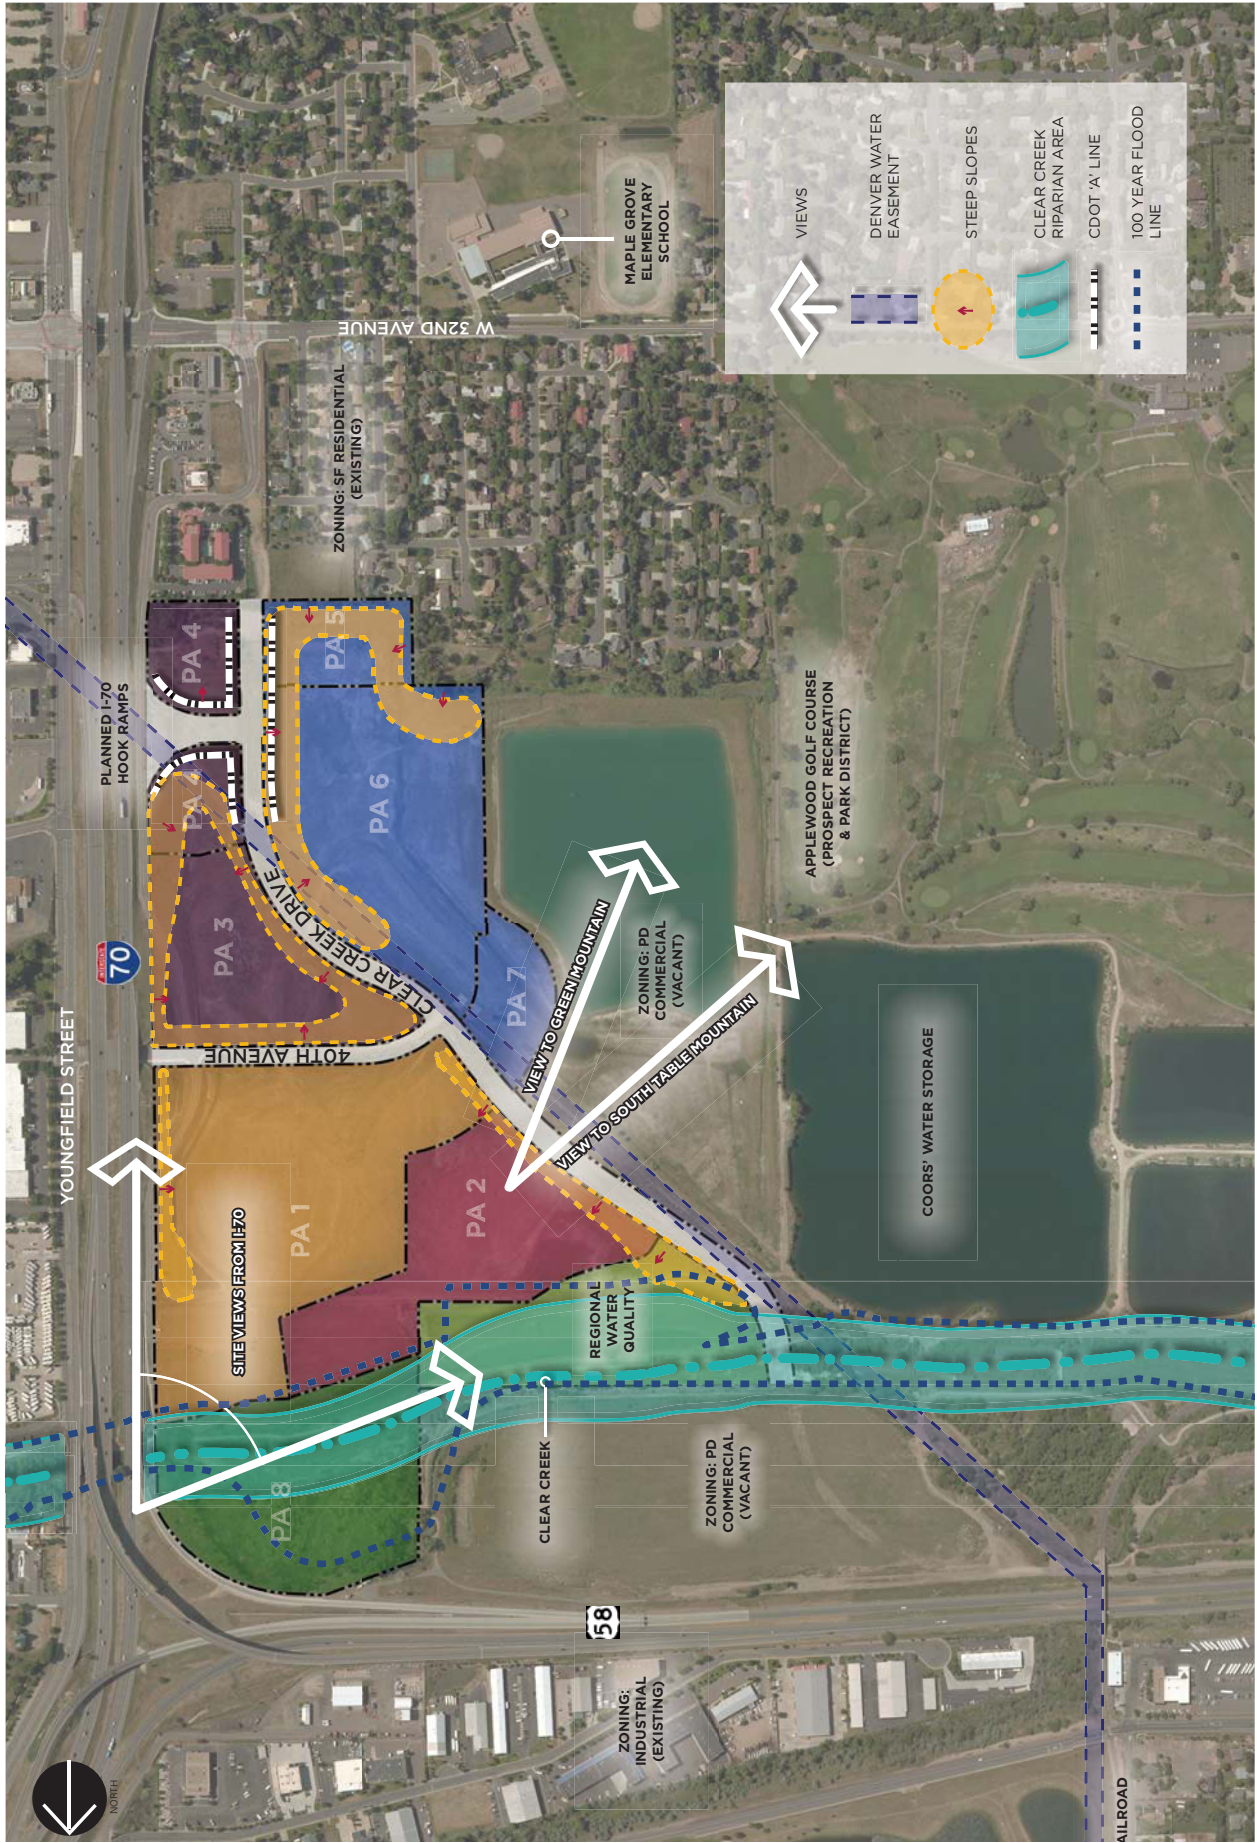 YOUNGFIELD STREET
INTERSTATE
70
PLANNED I-70
HOOK RAMPS
PA 4
PA 4
PA 3
PA 5
PA 6
PA 7
PA 1
PA 2
PA 8
40TH AVENUE
CLEAR CREEK DRIVE
W 32ND AVENUE
ZONING: SF RESIDENTIAL
(EXISTING)
MAPLE GROVE
ELEMENTARY
SCHOOL
SITE VIEWS FROM I-70
VIEW TO GREEN MOUNTAIN
VIEW TO SOUTH TABLE MOUNTAIN
ZONING: PD
COMMERCIAL
(VACANT)
APPLEWOOD GOLF COURSE
(PROSPECT RECREATION
& PARK DISTRICT)
COORS' WATER STORAGE
REGIONAL
WATER
QUALITY
CLEAR CREEK
ZONING: PD
COMMERCIAL
(VACANT)
58
ZONING:
INDUSTRIAL
(EXISTING)
AILROAD
NORTH
VIEWS
DENVER WATER
EASEMENT
STEEP SLOPES
CLEAR CREEK
RIPARIAN AREA
CDOT 'A' LINE
100 YEAR FLOOD
LINE